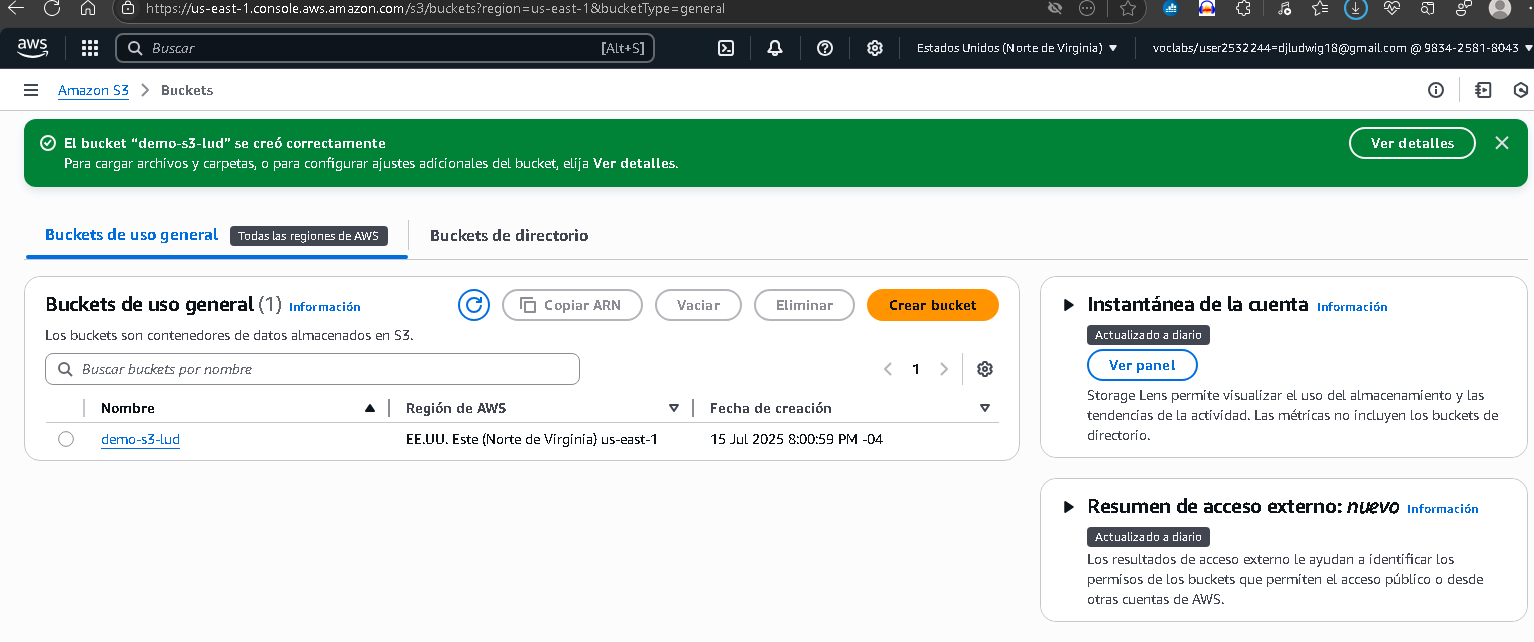 https://us-east-1.console.aws.amazon.com/s3/buckets?region=us-east-1&bucketType=general
aws
Buscar
[Alt+S]
Estados Unidos (Norte de Virginia)
voclabs/user2532244=djludwig18@gmail.com @ 9834-2581-8043
Amazon S3
Buckets
El bucket “demo-s3-lud” se creó correctamente
Para cargar archivos y carpetas, o para configurar ajustes adicionales del bucket, elija Ver detalles.
Ver detalles
Buckets de uso general
Todas las regiones de AWS
Buckets de directorio
Buckets de uso general (1) Información
Copiar ARN
Vaciar
Eliminar
Crear bucket
Los buckets son contenedores de datos almacenados en S3.
Buscar buckets por nombre
1
Nombre
Región de AWS
Fecha de creación
demo-s3-lud
EE.UU. Este (Norte de Virginia) us-east-1
15 Jul 2025 8:00:59 PM -04
Instantánea de la cuenta Información
Actualizado a diario
Ver panel
Storage Lens permite visualizar el uso del almacenamiento y las
tendencias de la actividad. Las métricas no incluyen los buckets de
directorio.
Resumen de acceso externo: nuevo Información
Actualizado a diario
Los resultados de acceso externo le ayudan a identificar los
permisos de los buckets que permiten el acceso público o desde
otras cuentas de AWS.